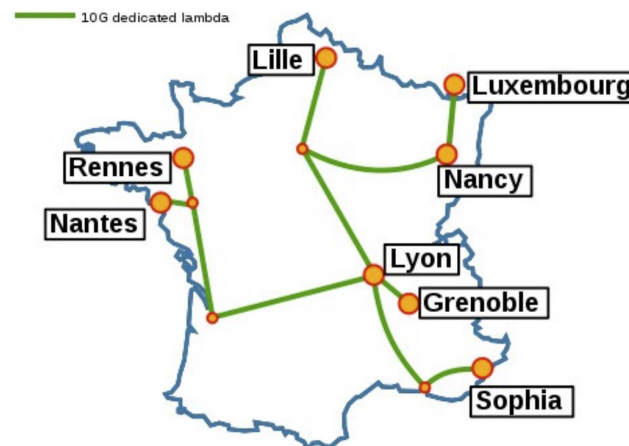 10G dedicated lambda
Lille
Luxembourg
Rennes
Nancy
Nantes
Lyon
Grenoble
Sophia